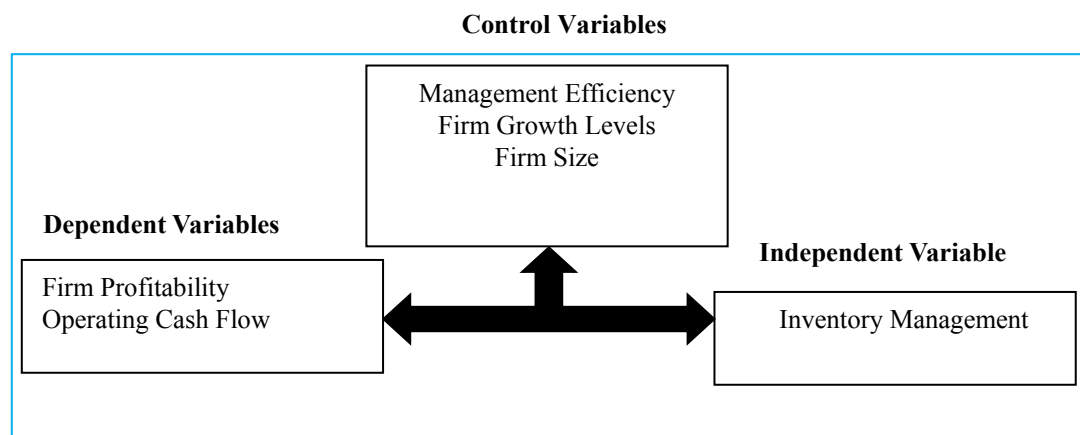 Control Variables
Management Efficiency
Firm Growth Levels
Firm Size
Dependent Variables
Firm Profitability
Operating Cash Flow
Independent Variable
Inventory Management